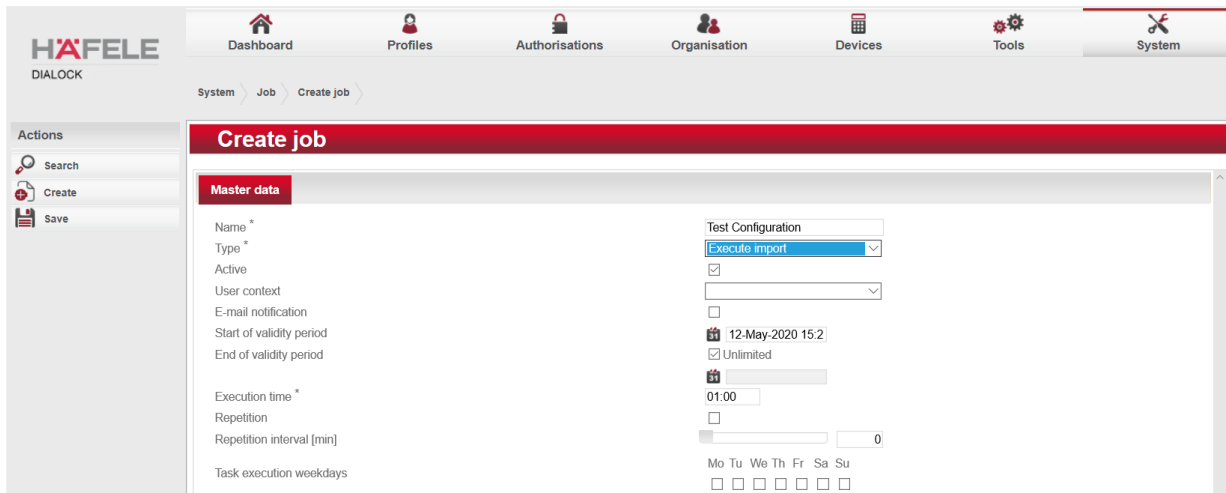 HÄFELE
DIALOCK
Dashboard
Profiles
Authorisations
Organisation
Devices
Tools
System
System Job Create job
Actions
Search
Create
Save
Create job
Master data
Name * Test Configuration
Type * Execute import
Active
User context
E-mail notification
Start of validity period 31 12-May-2020 15:2
End of validity period Unlimited
31
Execution time * 01:00
Repetition
Repetition interval [min] 0
Task execution weekdays Mo Tu We Th Fr Sa Su